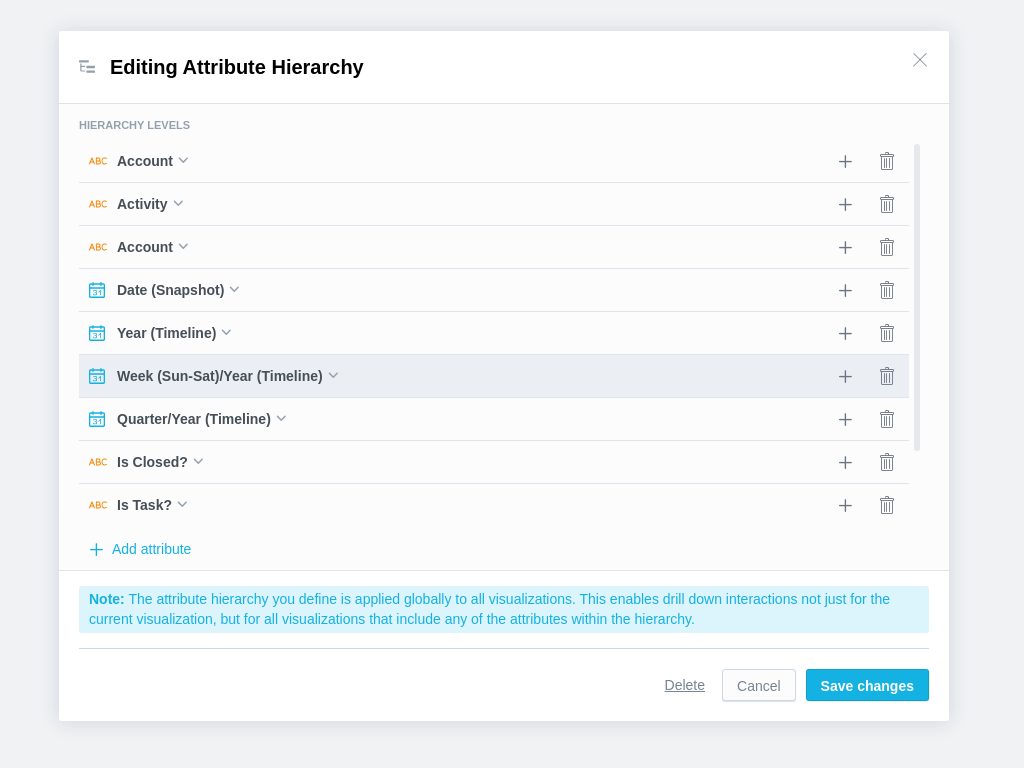 Editing Attribute Hierarchy
HIERARCHY LEVELS
ABC Account
ABC Activity
ABC Account
31 Date (Snapshot)
31 Year (Timeline)
31 Week (Sun-Sat)/Year (Timeline)
31 Quarter/Year (Timeline)
ABC Is Closed?
ABC Is Task?
Add attribute
Note: The attribute hierarchy you define is applied globally to all visualizations. This enables drill down interactions not just for the
current visualization, but for all visualizations that include any of the attributes within the hierarchy.
Delete Cancel Save changes